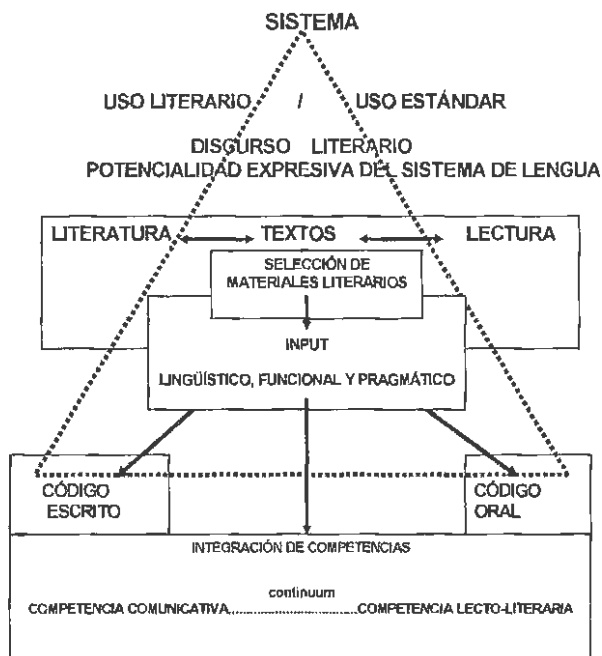 SISTEMA
USO LITERARIO / USO ESTÁNDAR
DISCURSO LITERARIO
POTENCIALIDAD EXPRESIVA DEL SISTEMA DE LENGUA
LITERATURA TEXTOS LECTURA
SELECCIÓN DE
MATERIALES LITERARIOS
INPUT
LINGÜÍSTICO, FUNCIONAL Y PRAGMÁTICO
CÓDIGO
ESCRITO
CÓDIGO
ORAL
INTEGRACIÓN DE COMPETENCIAS
continuum
COMPETENCIA COMUNICATIVA..............................COMPETENCIA LECTO-LITERARIA